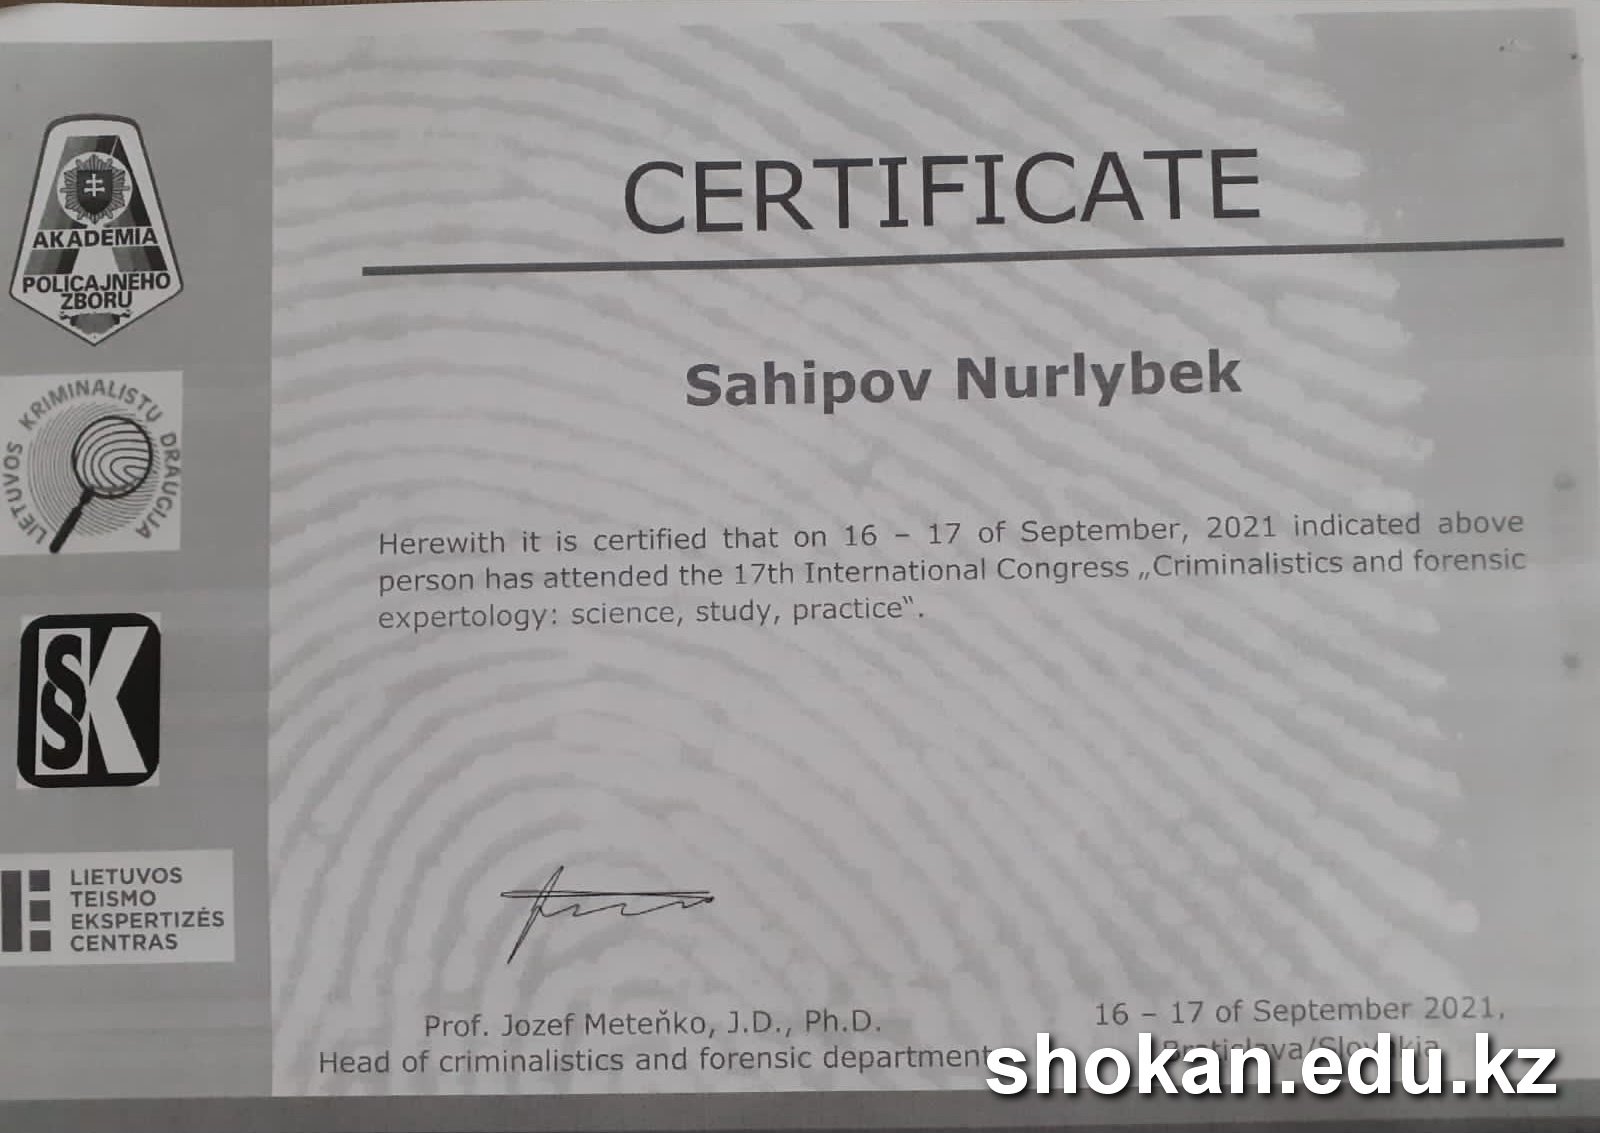 CERTIFICATE
Sahipov Nurlybek
Herewith it is certified that on 16 – 17 of September, 2021 indicated above
person has attended the 17th International Congress „Criminalistics and forensic
expertology: science, study, practice‟.
AKADÉMIA
POLICAJNÉHO
ZBORU
LIETUVOS KRIMINALISTŲ DRAUGIJA
SK
LIETUVOS
TEISMO
EKSPERTIZĖS
CENTRAS
Prof. Jozef Meteňko, J.D., Ph.D.
Head of criminalistics and forensic department
16 – 17 of September 2021,
Bratislava/Slovakia
shokan.edu.kz